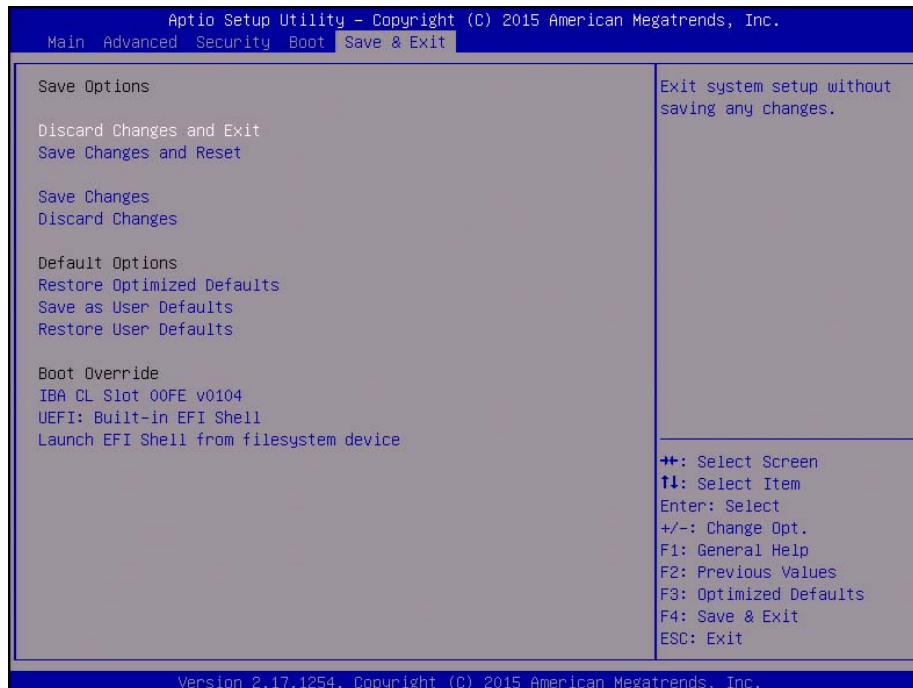 Aptio Setup Utility – Copyright (C) 2015 American Megatrends, Inc.
Main Advanced Security Boot Save & Exit
Save Options
Discard Changes and Exit
Save Changes and Reset
Save Changes
Discard Changes
Default Options
Restore Optimized Defaults
Save as User Defaults
Restore User Defaults
Boot Override
IBA CL Slot 00FE v0104
UEFI: Built-in EFI Shell
Launch EFI Shell from filesystem device
Exit system setup without
saving any changes.
→←: Select Screen
↑↓: Select Item
Enter: Select
+/-: Change Opt.
F1: General Help
F2: Previous Values
F3: Optimized Defaults
F4: Save & Exit
ESC: Exit
Version 2.17.1254. Copyright (C) 2015 American Megatrends, Inc.